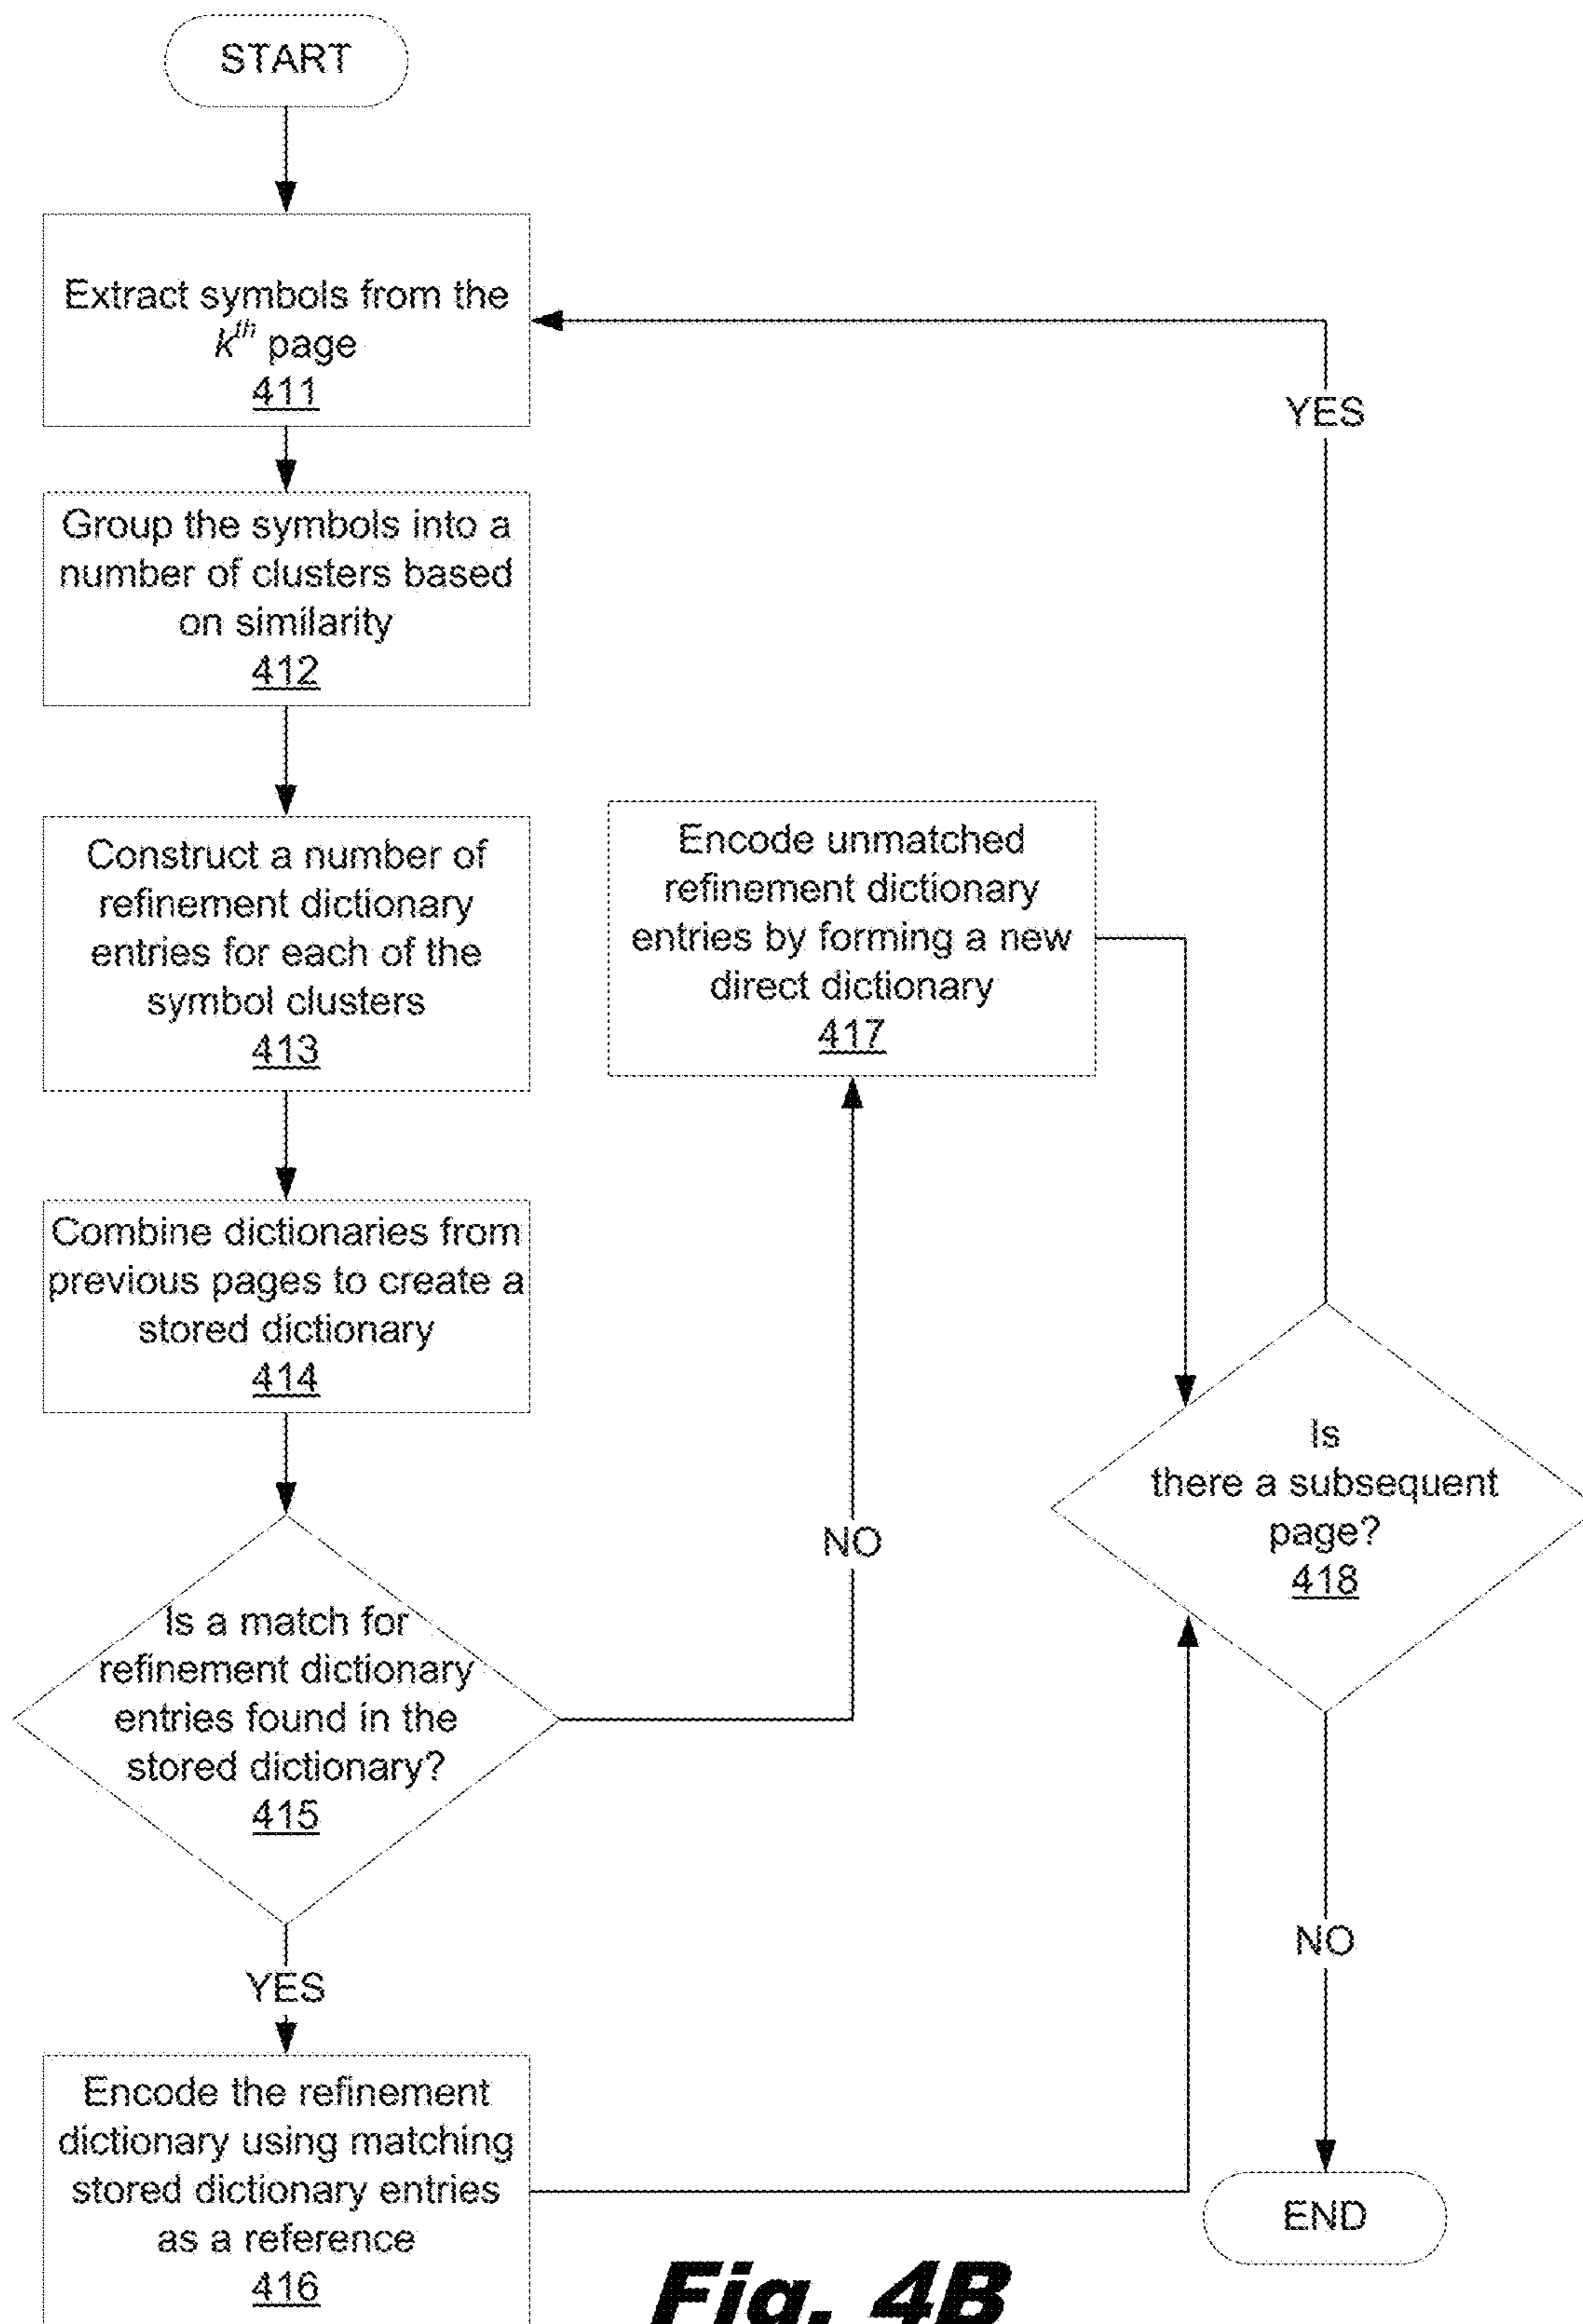 START
Extract symbols from the
kth page
411
YES
Group the symbols into a
number of clusters based
on similarity
412
Construct a number of
refinement dictionary
entries for each of the
symbol clusters
413
Encode unmatched
refinement dictionary
entries by forming a new
direct dictionary
417
Combine dictionaries from
previous pages to create a
stored dictionary
414
Is
there a subsequent
page?
418
NO
Is a match for
refinement dictionary
entries found in the
stored dictionary?
415
NO
YES
Encode the refinement
dictionary using matching
stored dictionary entries
as a reference
416
END
Fig. 4B